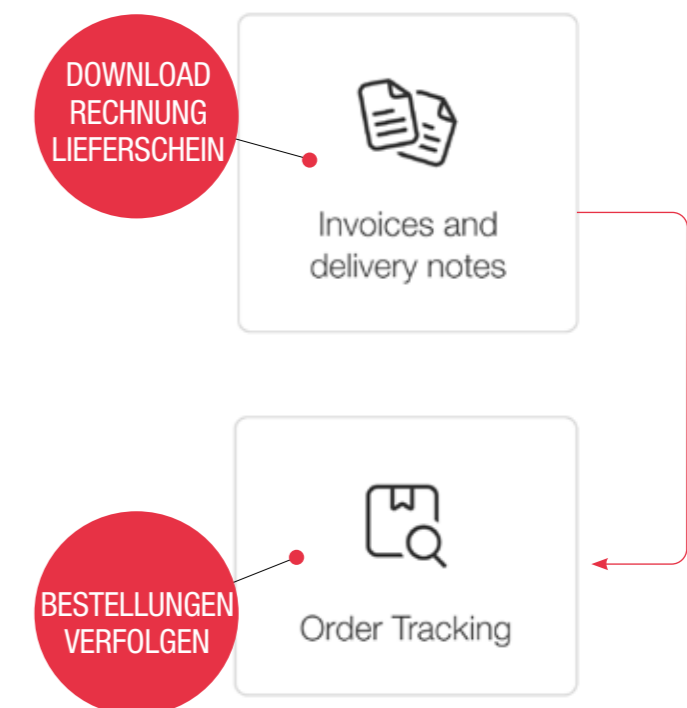 DOWNLOAD
RECHNUNG
LIEFERSCHEIN
Invoices and
delivery notes
BESTELLUNGEN
VERFOLGEN
Order Tracking